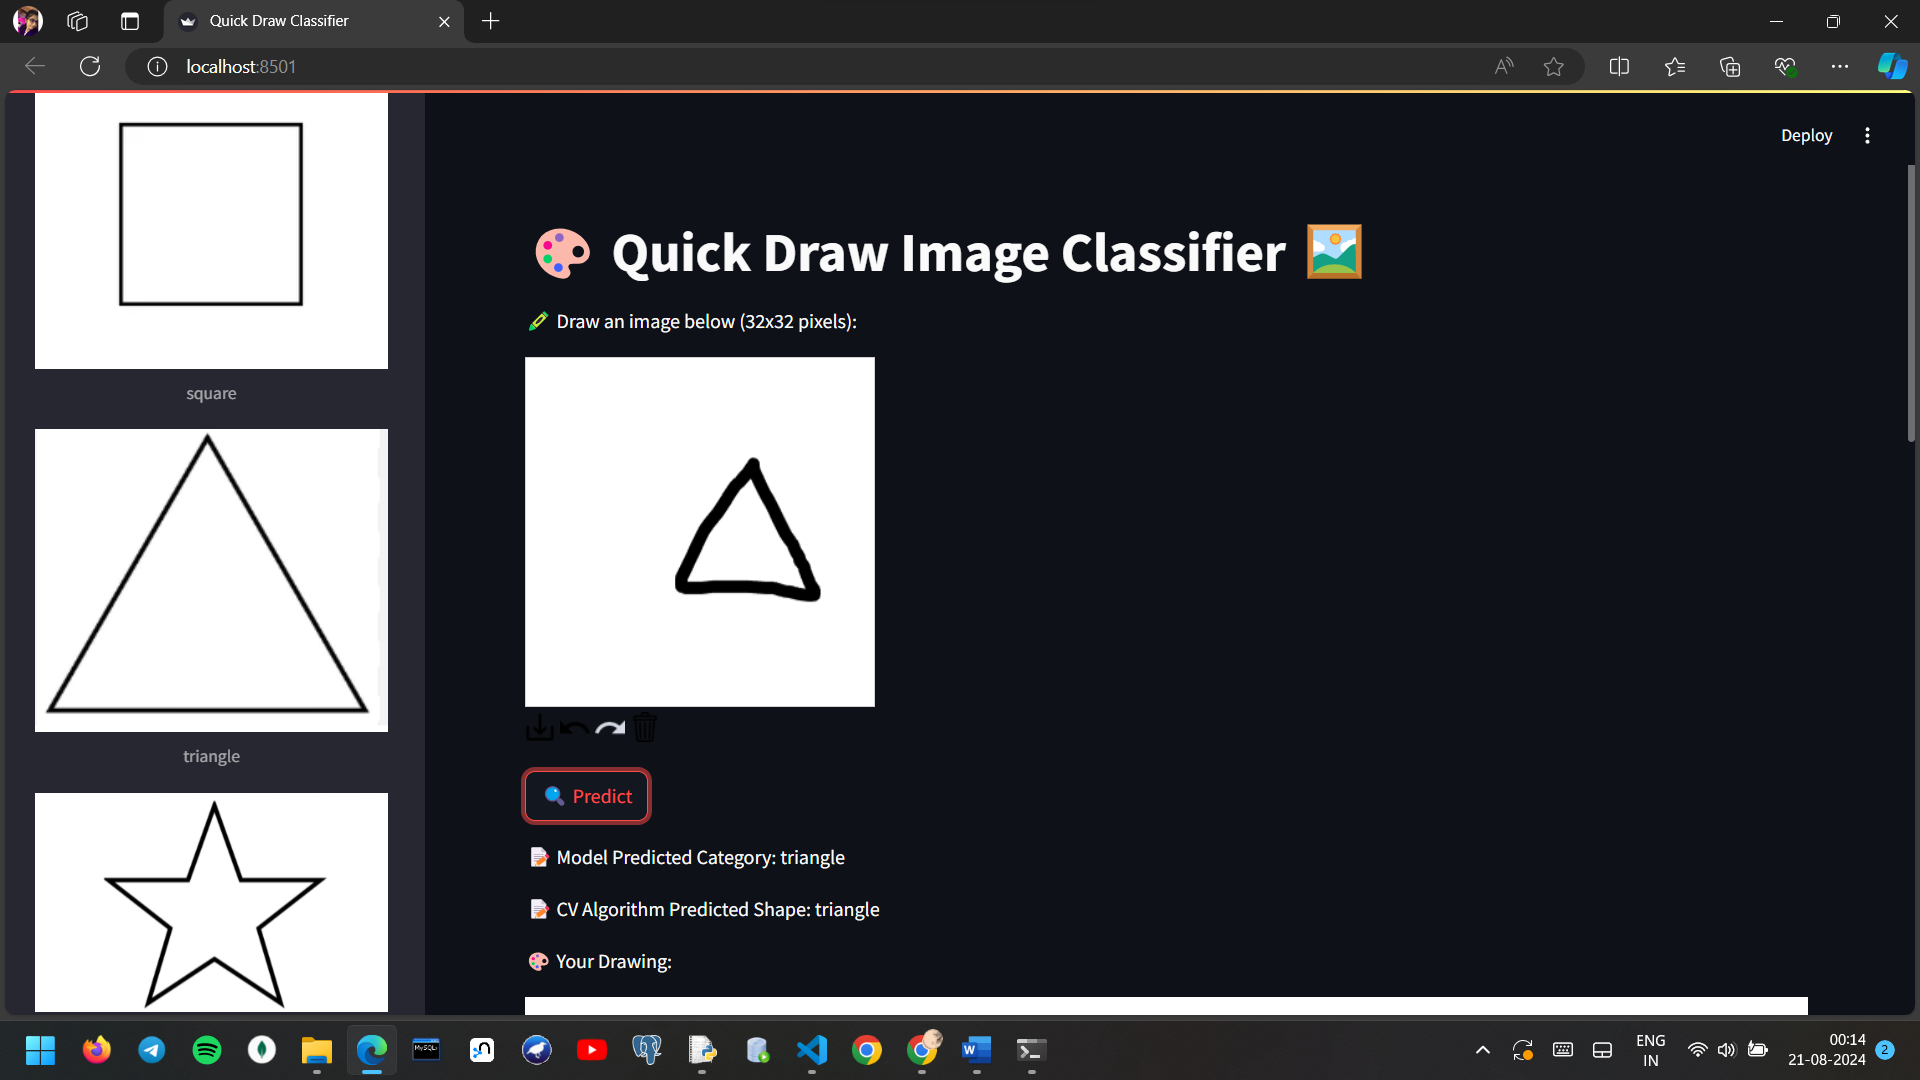 Quick Draw Classifier
localhost:8501
Deploy
square
triangle
Quick Draw Image Classifier
Draw an image below (32x32 pixels):
Predict
Model Predicted Category: triangle
CV Algorithm Predicted Shape: triangle
Your Drawing:
MySQL
ENG
IN
00:14
21-08-2024
2